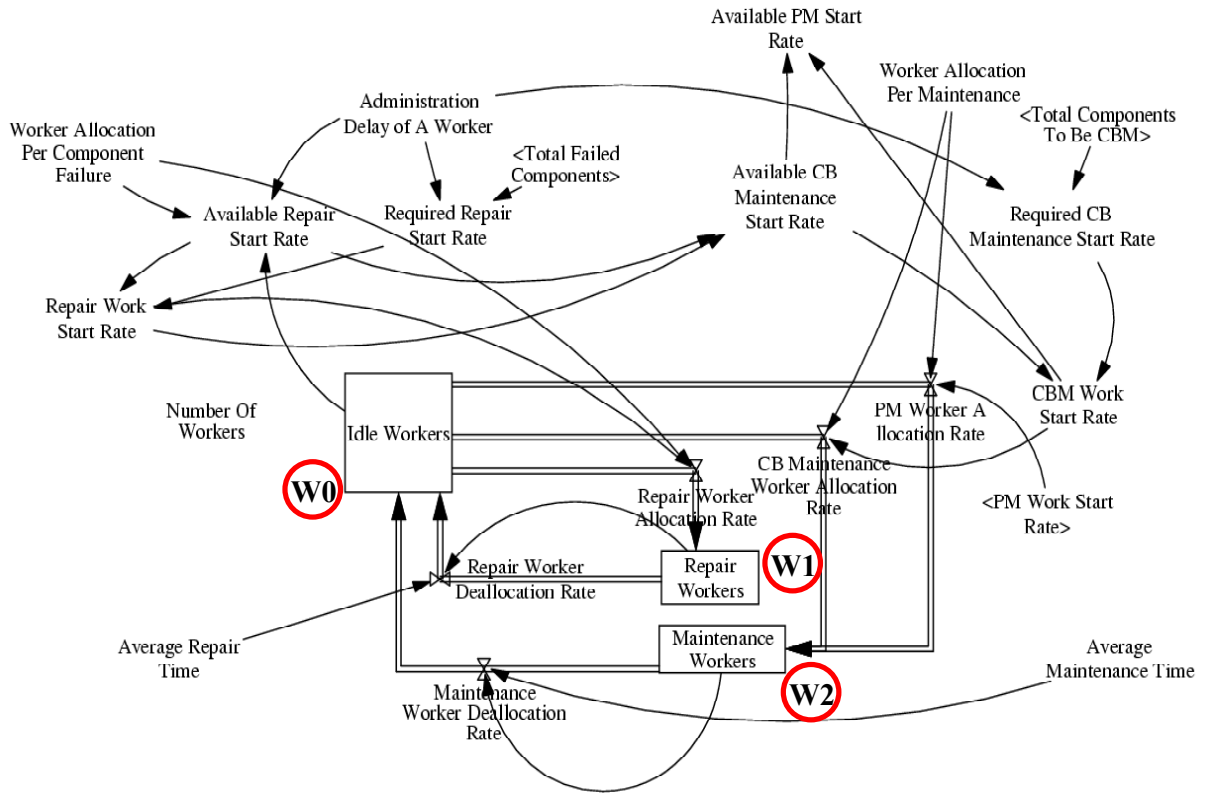 Available PM Start
Rate
Worker Allocation
Per Maintenance
Administration
Delay of A Worker
<Total Components
To Be CBM>
Worker Allocation
Per Component
Failure
<Total Failed
Components>
Available CB
Maintenance
Start Rate
Available Repair
Start Rate
Required Repair
Start Rate
Required CB
Maintenance Start Rate
Repair Work
Start Rate
Number Of
Workers
Idle Workers
PM Worker A
llocation Rate
CBM Work
Start Rate
W0
CB Maintenance
Worker Allocation
Rate
Repair Worker
Allocation Rate
<PM Work Start
Rate>
Repair Worker
Deallocation Rate
Repair
Workers
W1
Average Repair
Time
Maintenance
Workers
W2
Average
Maintenance Time
Maintenance
Worker Deallocation
Rate